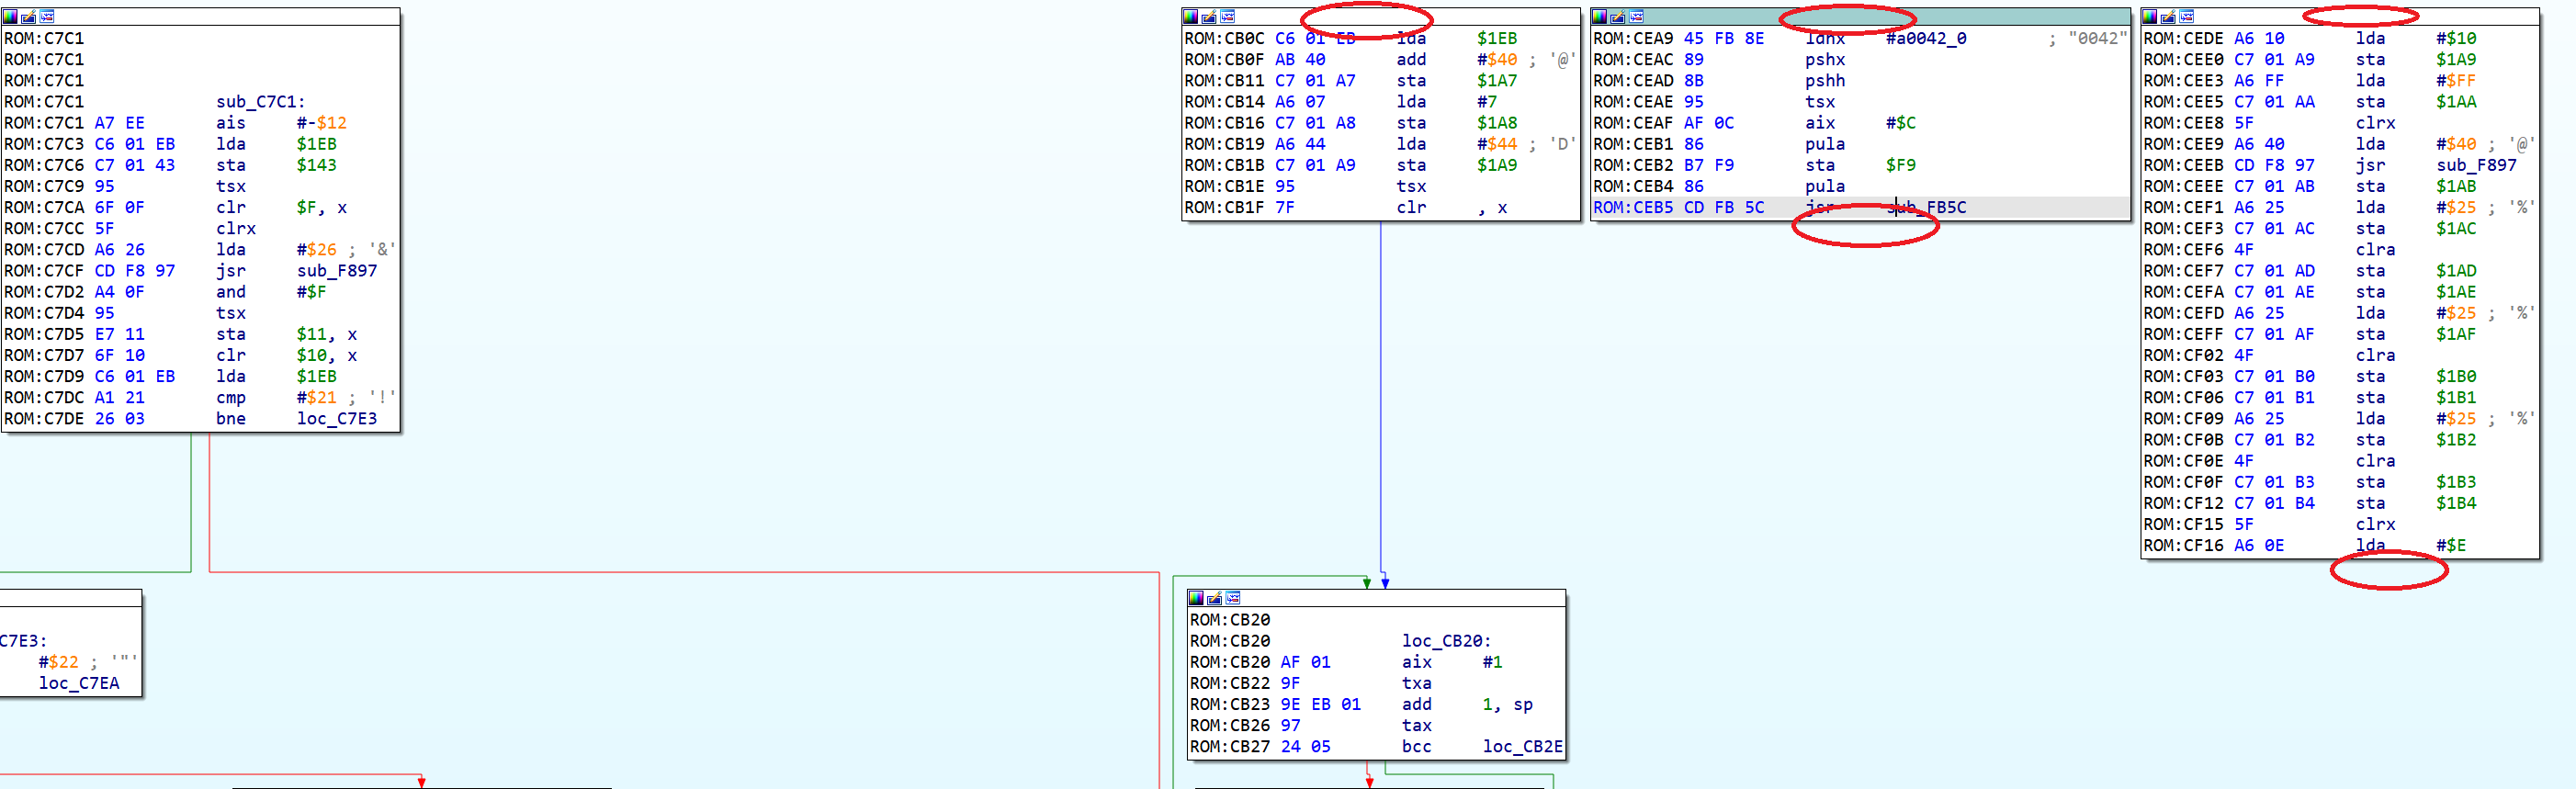 ROM:C7C1
ROM:C7C1
ROM:C7C1
ROM:C7C1 sub_C7C1:
ROM:C7C1 A7 EE ais #-$12
ROM:C7C3 C6 01 EB lda $1EB
ROM:C7C6 C7 01 43 sta $143
ROM:C7C9 95 tsx
ROM:C7CA 6F 0F clr $F, x
ROM:C7CC 5F clrx
ROM:C7CD A6 26 lda #$26 ; '&'
ROM:C7CF CD F8 97 jsr sub_F897
ROM:C7D2 A4 0F and #$F
ROM:C7D4 95 tsx
ROM:C7D5 E7 11 sta $11, x
ROM:C7D7 6F 10 clr $10, x
ROM:C7D9 C6 01 EB lda $1EB
ROM:C7DC A1 21 cmp #$21 ; '!'
ROM:C7DE 26 03 bne loc_C7E3
C7E3:
#$22 ; '"'
loc_C7EA
ROM:CB0C C6 01 EB lda $1EB
ROM:CB0F AB 40 add #$40 ; '@'
ROM:CB11 C7 01 A7 sta $1A7
ROM:CB14 A6 07 lda #7
ROM:CB16 C7 01 A8 sta $1A8
ROM:CB19 A6 44 lda #$44 ; 'D'
ROM:CB1B C7 01 A9 sta $1A9
ROM:CB1E 95 tsx
ROM:CB1F 7F clr , x
ROM:CB20
ROM:CB20 loc_CB20:
ROM:CB20 AF 01 aix #1
ROM:CB22 9F txa
ROM:CB23 9E EB 01 add 1, sp
ROM:CB26 97 tax
ROM:CB27 24 05 bcc loc_CB2E
ROM:CEA9 45 FB 8E ldhx #a0042_0 ; "0042"
ROM:CEAC 89 pshx
ROM:CEAD 8B pshh
ROM:CEAE 95 tsx
ROM:CEAF AF 0C aix #$C
ROM:CEB1 86 pula
ROM:CEB2 B7 F9 sta $F9
ROM:CEB4 86 pula
ROM:CEB5 CD FB 5C jsr sub_FB5C
ROM:CEDE A6 10 lda #$10
ROM:CEE0 C7 01 A9 sta $1A9
ROM:CEE3 A6 FF lda #$FF
ROM:CEE5 C7 01 AA sta $1AA
ROM:CEE8 5F clrx
ROM:CEE9 A6 40 lda #$40 ; '@'
ROM:CEEB CD F8 97 jsr sub_F897
ROM:CEEE C7 01 AB sta $1AB
ROM:CEF1 A6 25 lda #$25 ; '%'
ROM:CEF3 C7 01 AC sta $1AC
ROM:CEF6 4F clra
ROM:CEF7 C7 01 AD sta $1AD
ROM:CEFA C7 01 AE sta $1AE
ROM:CEFD A6 25 lda #$25 ; '%'
ROM:CEFF C7 01 AF sta $1AF
ROM:CF02 4F clra
ROM:CF03 C7 01 B0 sta $1B0
ROM:CF06 C7 01 B1 sta $1B1
ROM:CF09 A6 25 lda #$25 ; '%'
ROM:CF0B C7 01 B2 sta $1B2
ROM:CF0E 4F clra
ROM:CF0F C7 01 B3 sta $1B3
ROM:CF12 C7 01 B4 sta $1B4
ROM:CF15 5F clrx
ROM:CF16 A6 0E lda #$E